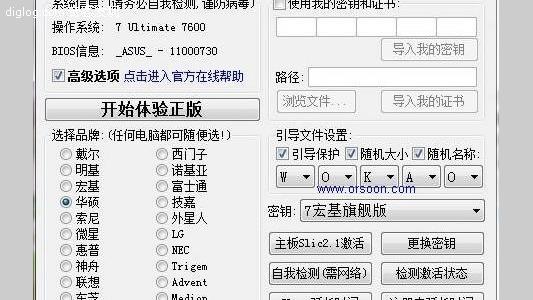 diglog
系统信息: (请务必自我检测,谨防病毒)
操作系统: 7 Ultimate 7600
BIOS信息: _ASUS_ - 11000730
高级选项 点击进入官方在线帮助
开始体验正版
选择品牌:(任何电脑都可随便选!)
戴尔 西门子
明基 诺基亚
宏基 富士通
华硕 技嘉
索尼 外星人
微星 LG
惠普 NEC
神舟 Trigem
联想 Advent
东芝 Medion
使用我的密钥和证书:
导入我的密钥
路径:
浏览文件... 导入我的证书
引导文件设置:
引导保护 随机大小 随机名称:
W O K A O
www.orsoon.com
密钥: 7宏基旗舰版
主板Slic2.1激活 更换密钥
自我检测(需网络) 检测激活状态